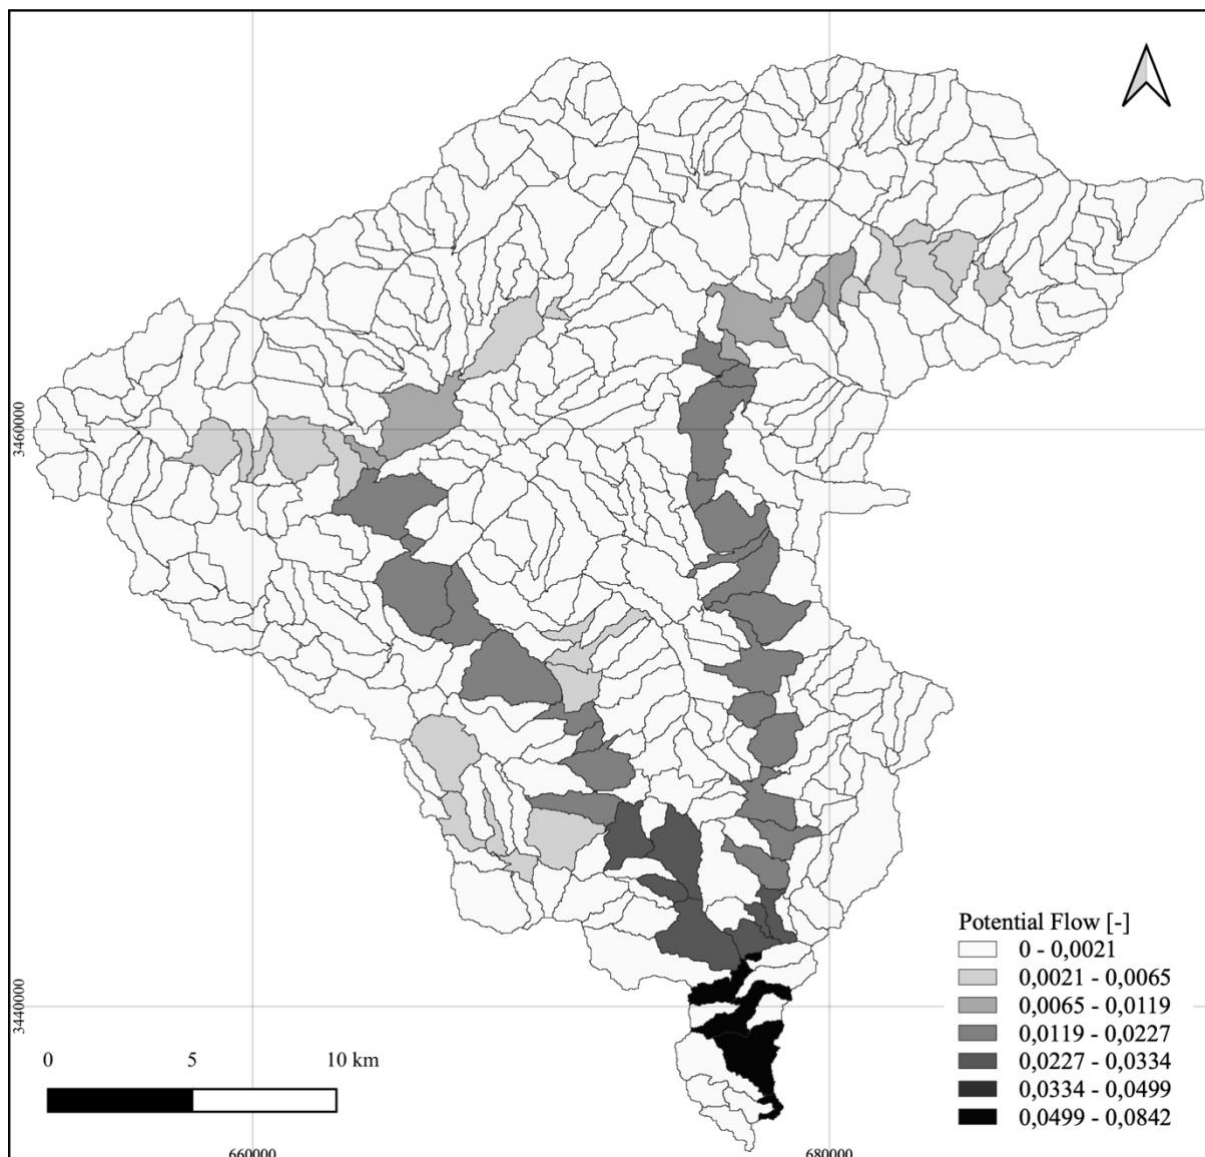 3460000
3440000
0 5 10 km
660000
680000
Potential Flow [-]
0 - 0,0021
0,0021 - 0,0065
0,0065 - 0,0119
0,0119 - 0,0227
0,0227 - 0,0334
0,0334 - 0,0499
0,0499 - 0,0842